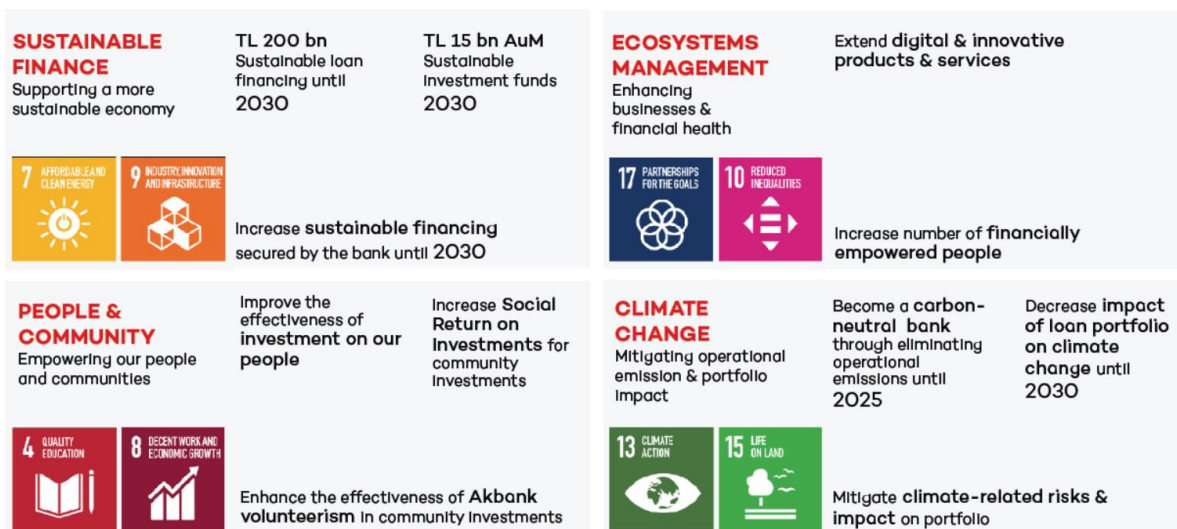 SUSTAINABLE
FINANCE
Supporting a more
sustainable economy
TL 200 bn
Sustainable loan
financing until
2030
TL 15 bn AuM
Sustainable
investment funds
2030
7 AFFORDABLE AND
CLEAN ENERGY
9 INDUSTRY, INNOVATION
AND INFRASTRUCTURE
Increase sustainable financing
secured by the bank until 2030
ECOSYSTEMS
MANAGEMENT
Enhancing
businesses &
financial health
Extend digital & innovative
products & services
17 PARTNERSHIPS
FOR THE GOALS
10 REDUCED
INEQUALITIES
Increase number of financially
empowered people
PEOPLE &
COMMUNITY
Empowering our people
and communities
Improve the
effectiveness of
investment on our
people
Increase Social
Return on
Investments for
community
investments
4 QUALITY
EDUCATION
8 DECENT WORK AND
ECONOMIC GROWTH
Enhance the effectiveness of Akbank
volunteerism in community investments
CLIMATE
CHANGE
Mitigating operational
emission & portfolio
impact
Become a carbon-
neutral bank
through eliminating
operational
emissions until
2025
Decrease impact
of loan portfolio
on climate
change until
2030
13 CLIMATE
ACTION
15 LIFE
ON LAND
Mitigate climate-related risks &
impact on portfolio